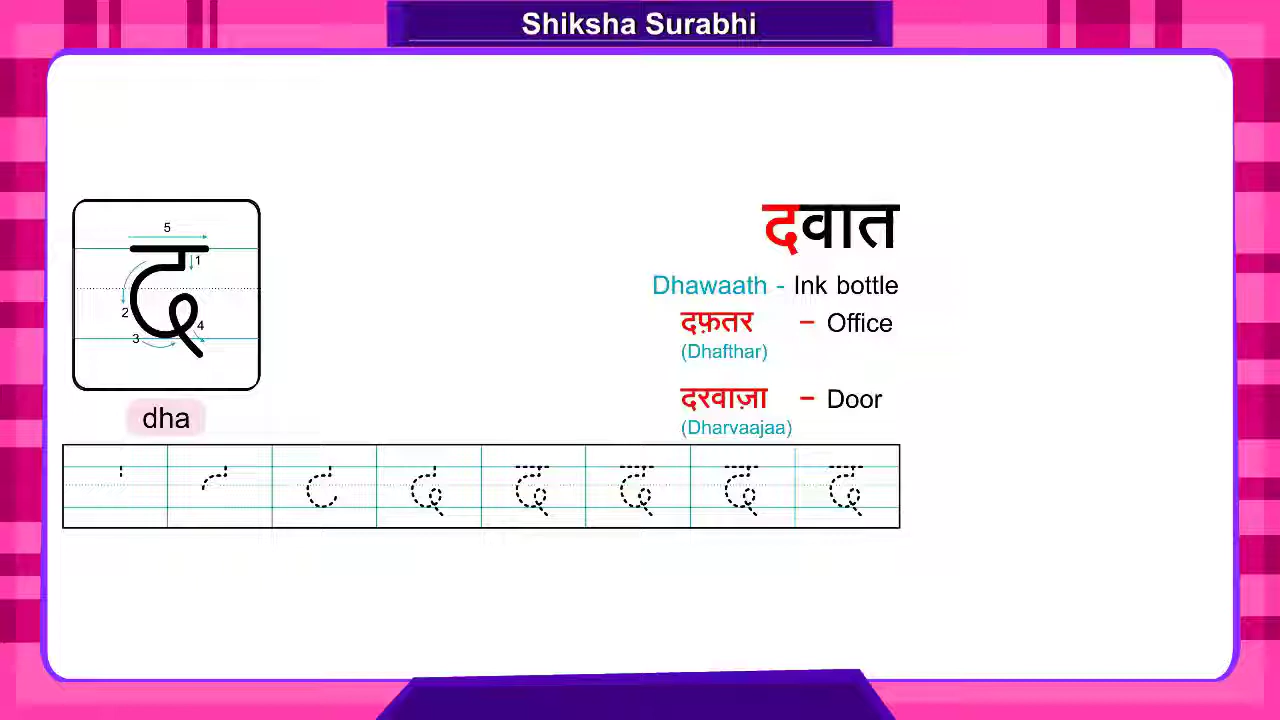 Shiksha Surabhi
5
1
2
3
4
द
dha
दवात
Dhawaath - Ink bottle
दफ़तर – Office
(Dhafthar)
दरवाज़ा – Door
(Dharvaajaa)
द द द द द